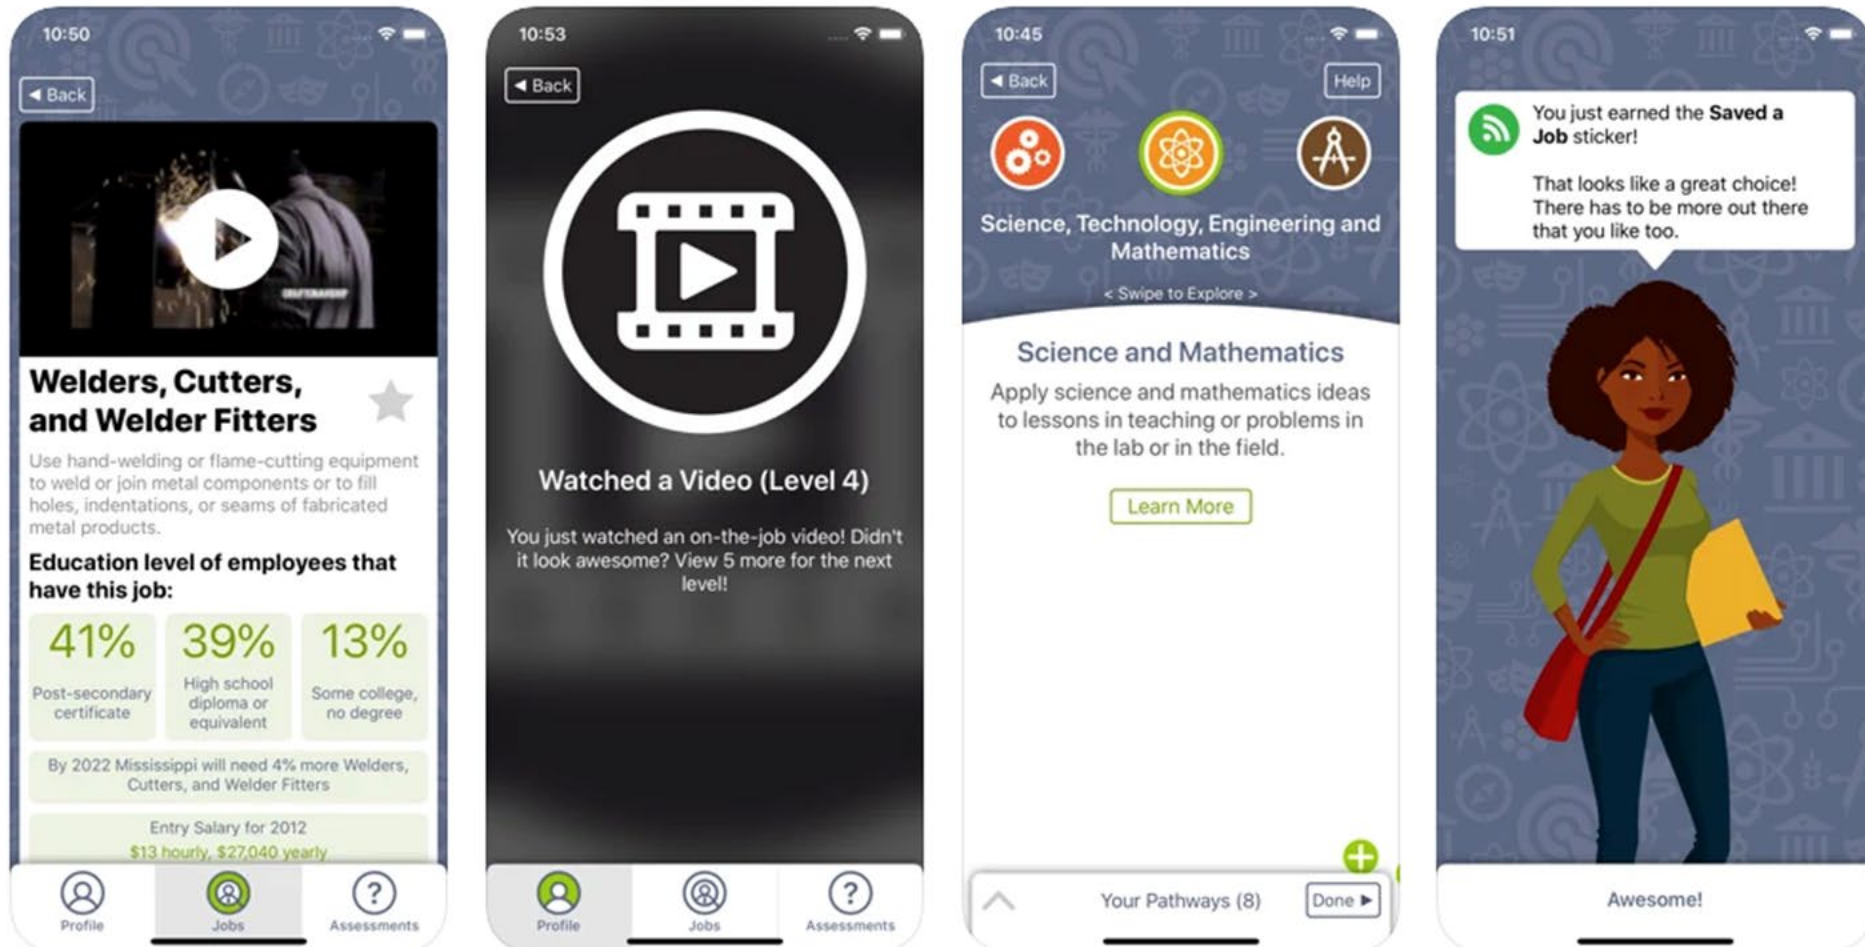 10:50
◀ Back
Welders, Cutters,
and Welder Fitters
Use hand-welding or flame-cutting equipment
to weld or join metal components or to fill
holes, indentations, or seams of fabricated
metal products.
Education level of employees that
have this job:
41%
Post-secondary
certificate
39%
High school
diploma or
equivalent
13%
Some college,
no degree
By 2022 Mississippi will need 4% more Welders,
Cutters, and Welder Fitters
Entry Salary for 2012
$13 hourly, $27,040 yearly
Profile
Jobs
?
Assessments
10:53
◀ Back
Watched a Video (Level 4)
You just watched an on-the-job video! Didn't
it look awesome? View 5 more for the next
level!
Profile
Jobs
?
Assessments
10:45
◀ Back
Help
Science, Technology, Engineering and
Mathematics
< Swipe to Explore >
Science and Mathematics
Apply science and mathematics ideas
to lessons in teaching or problems in
the lab or in the field.
Learn More
Your Pathways (8)
Done ▶
10:51
You just earned the Saved a
Job sticker!
That looks like a great choice!
There has to be more out there
that you like too.
Awesome!